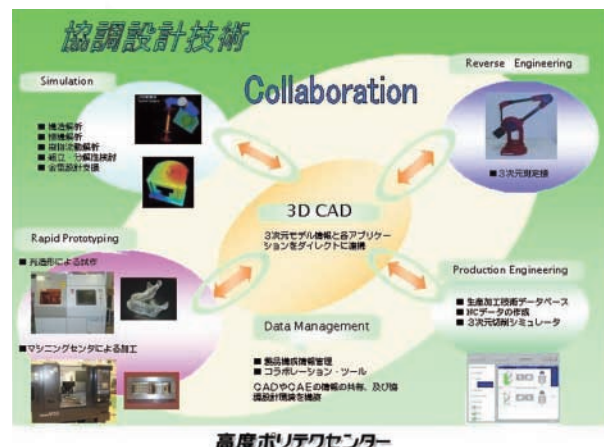 協調設計技術
Collaboration
Simulation
■ 構造解析
■ 機構解析
■ 樹脂流動解析
■ 組立・分解性検討
■ 金型設計支援
Reverse Engineering
■ 3次元測定機
3D CAD
3次元モデル情報と各アプリケー
ションをダイレクトに連携
Rapid Prototyping
■ 光造形による試作
■マシニングセンタによる加工
Data Management
■ 製品構成情報管理
■ コラボレーション・ツール
CADやCAEの情報の共有、及び協
調設計環境を構築
Production Engineering
■ 生産加工技術データベース
■ NCデータの作成
■ 3次元切削シミュレータ
高度ポリテクセンター